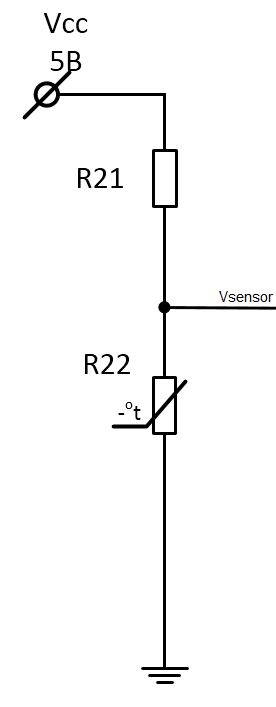 Vcc
5В
R21
Vsensor
R22
-°t